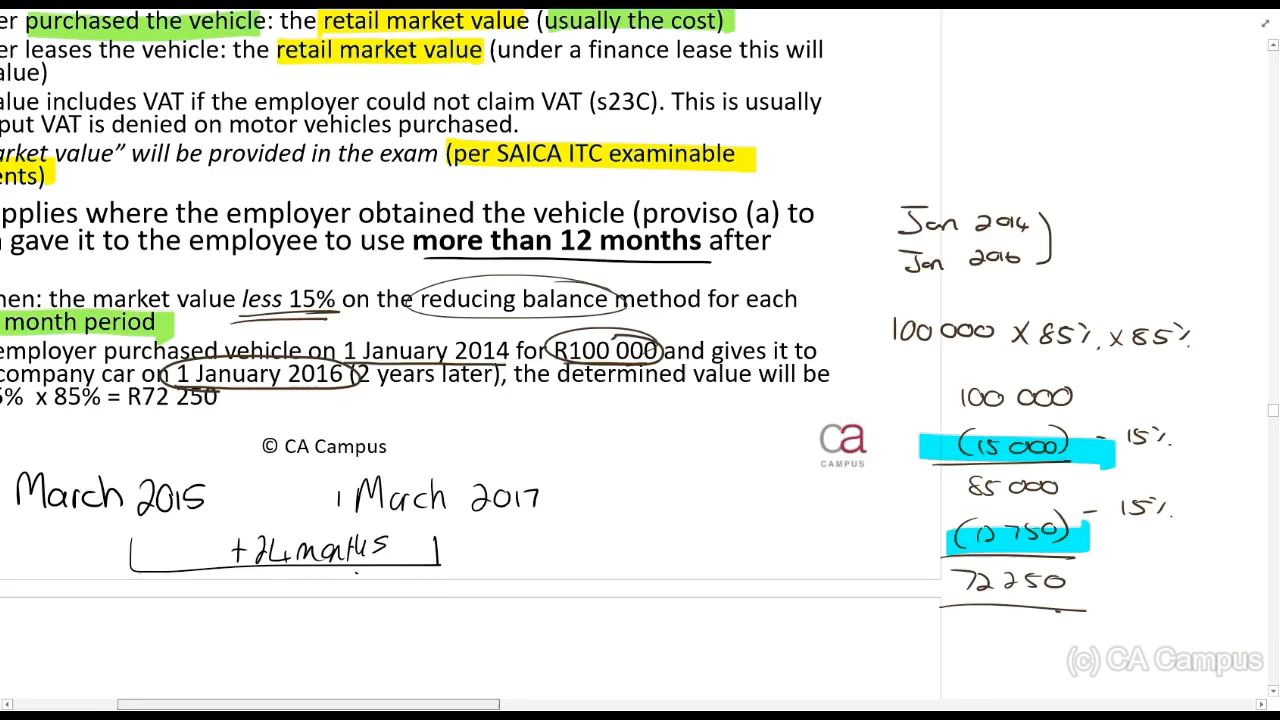 er purchased the vehicle: the retail market value (usually the cost)
er leases the vehicle: the retail market value (under a finance lease this will
alue)
alue includes VAT if the employer could not claim VAT (s23C). This is usually
put VAT is denied on motor vehicles purchased.
arket value” will be provided in the exam (per SAICA ITC examinable
ents)
pplies where the employer obtained the vehicle (proviso (a) to
gave it to the employee to use more than 12 months after
hen: the market value less 15% on the reducing balance method for each
month period
employer purchased vehicle on 1 January 2014 for R100 000 and gives it to
company car on 1 January 2016 (2 years later), the determined value will be
5% x 85% = R72 250
© CA Campus
ca
CAMPUS
March 2015 1 March 2017
+24 months
Jan 2014
Jan 2016
100 000 x 85% x 85%
100 000
(15 000) - 15%
85 000
(12 750) - 15%
72 250
(c) CA Campus